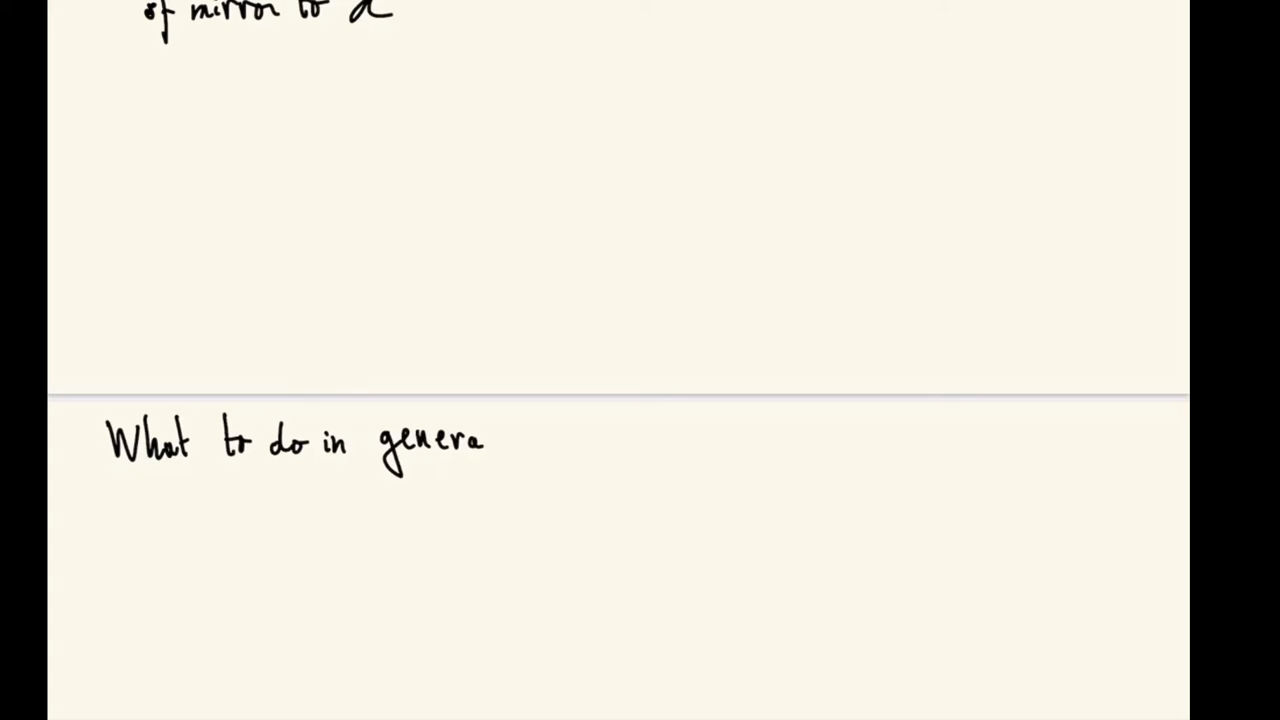 of mirror to
What to do in genera